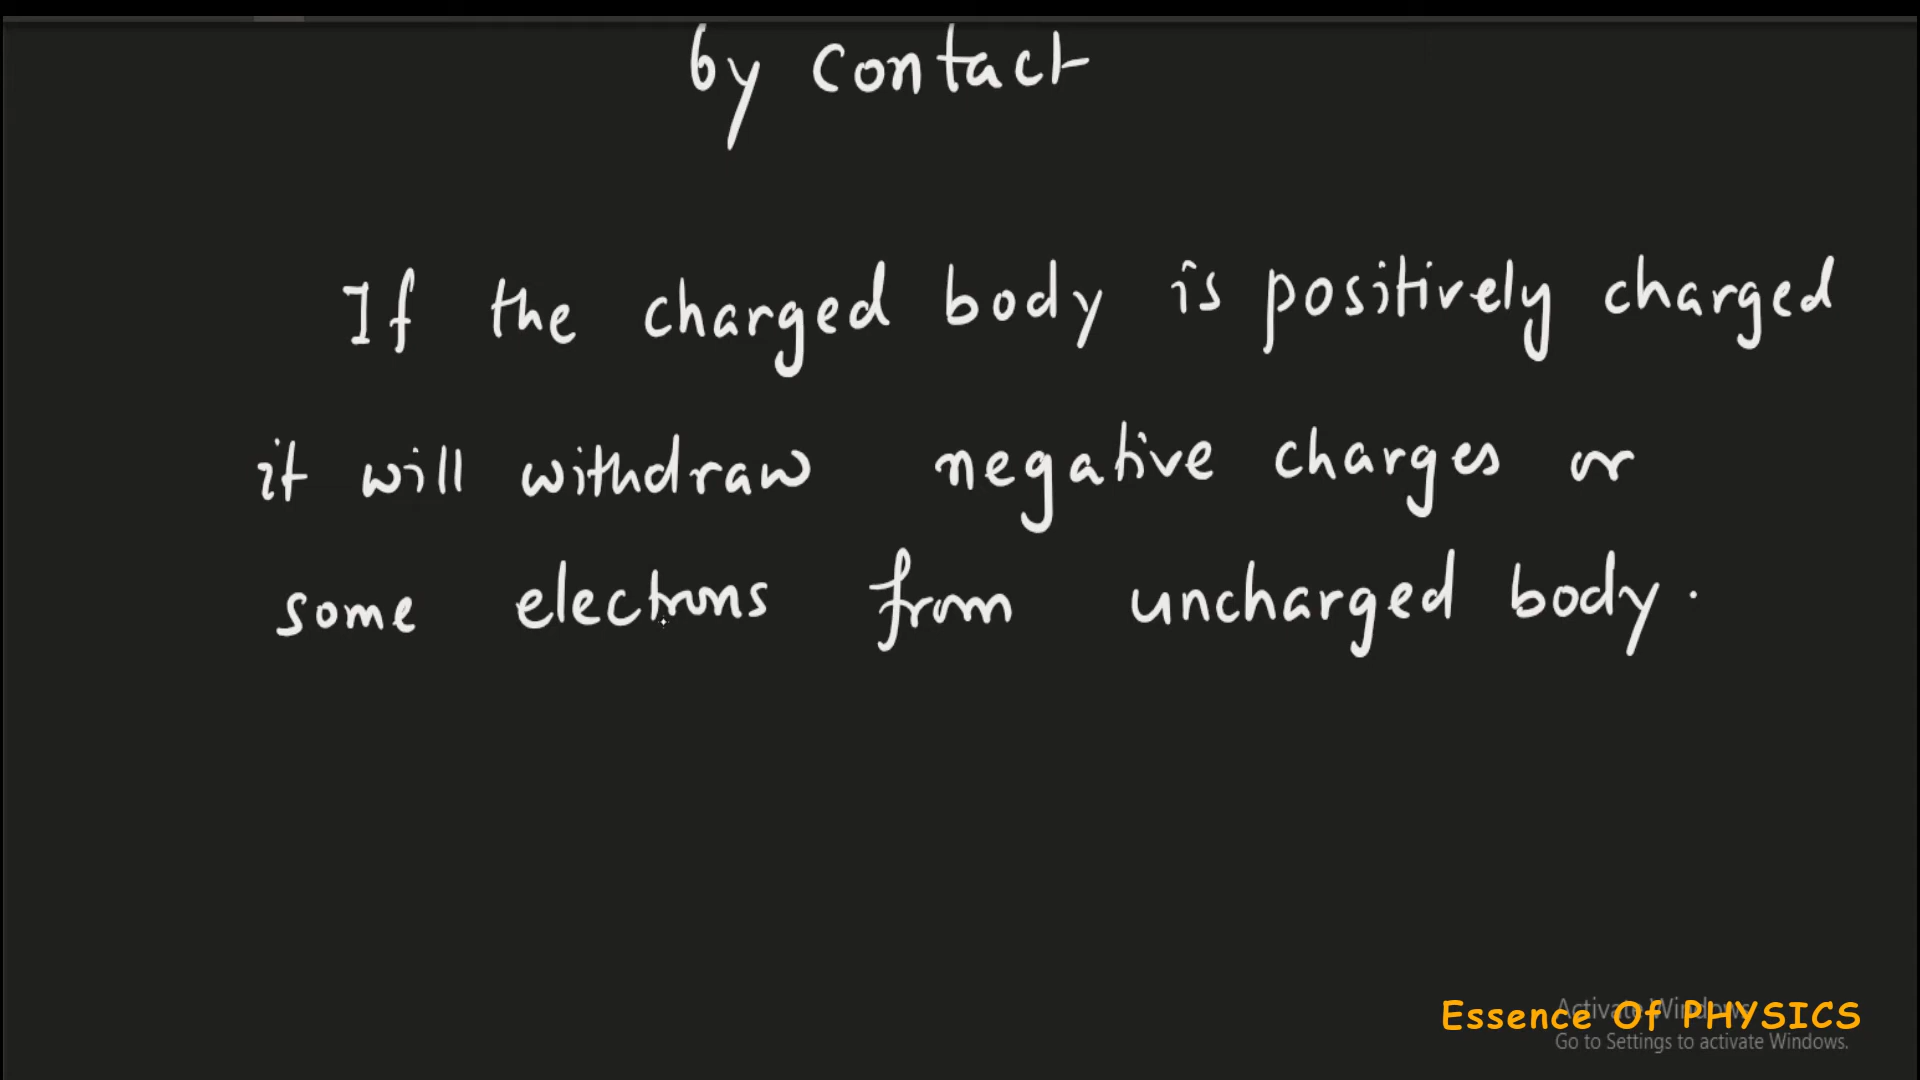 by contact
If the charged body is positively charged
it will withdraw negative charges or
some electrons from uncharged body.
Activate Windows
Essence Of PHYSICS
Go to Settings to activate Windows.